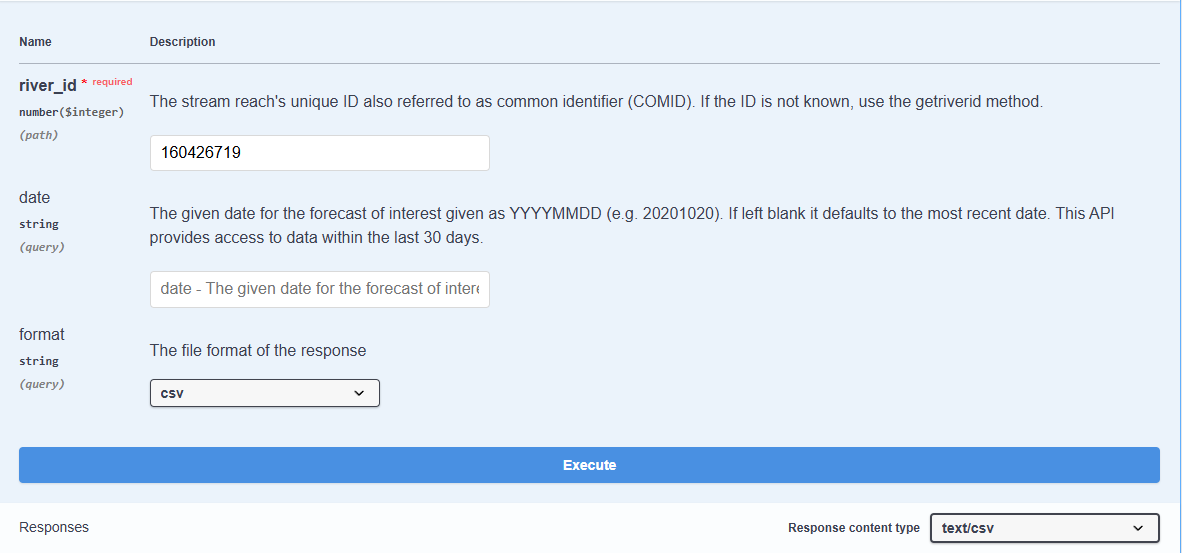 Name Description
river_id * required
number($integer)
(path)
The stream reach's unique ID also referred to as common identifier (COMID). If the ID is not known, use the getriverid method.
160426719
date
string
(query)
The given date for the forecast of interest given as YYYYMMDD (e.g. 20201020). If left blank it defaults to the most recent date. This API
provides access to data within the last 30 days.
date - The given date for the forecast of intere
format
string
(query)
The file format of the response
csv
Execute
Responses Response content type text/csv